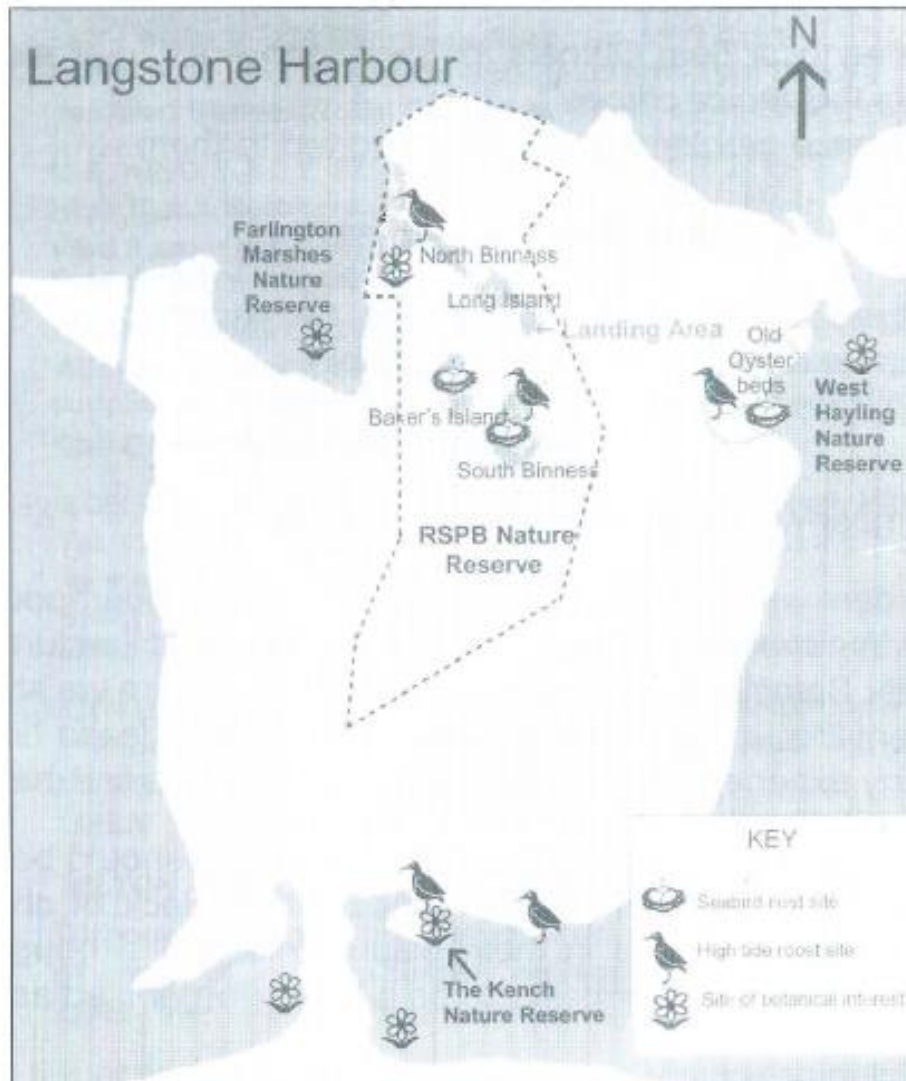 Langstone Harbour
N
Farlington
Marshes
Nature
Reserve
North Binness
Long Island
← Landing Area
Old
Oyster
beds
West
Hayling
Nature
Reserve
Baker's Island
South Binness
RSPB Nature
Reserve
The Kench
Nature Reserve
KEY
Seabird nest site
High tide roost site
Site of botanical interest